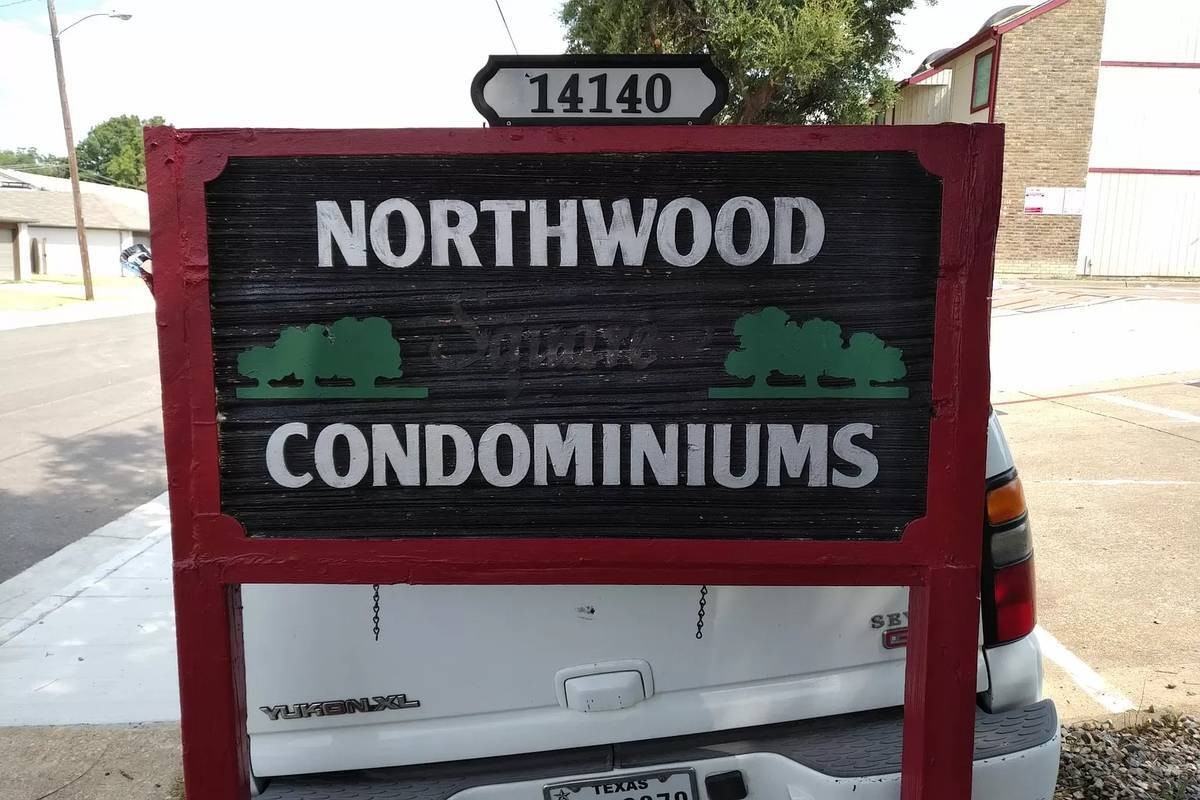 14140
NORTHWOOD
Square
CONDOMINIUMS
YUKON XL
TEXAS